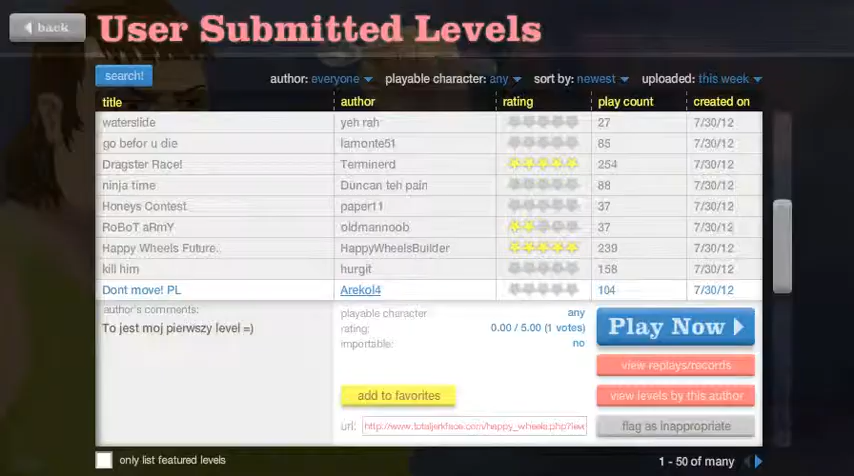 back
User Submitted Levels
search!
author: everyone playable character: any sort by: newest uploaded: this week
title author rating play count created on
waterslide yeh rah 27 7/30/12
go befor u die lamonte51 85 7/30/12
Dragster Race! Terminerd 254 7/30/12
ninja time Duncan teh pain 88 7/30/12
Honeys Contest paper11 37 7/30/12
RoBoT aRmY oldmannoob 37 7/30/12
Happy Wheels Future.. HappyWheelsBuilder 239 7/30/12
kill him hurgit 158 7/30/12
Dont move! PL Arekol4 104 7/30/12
author's comments:
To jest moj pierwszy level =)
playable character: any
rating: 0.00 / 5.00 (1 votes)
importable: no
add to favorites
url: http://www.totaljerkface.com/happy_wheels.php?leve
Play Now
view replays/records
view levels by this author
flag as inappropriate
only list featured levels
1 - 50 of many